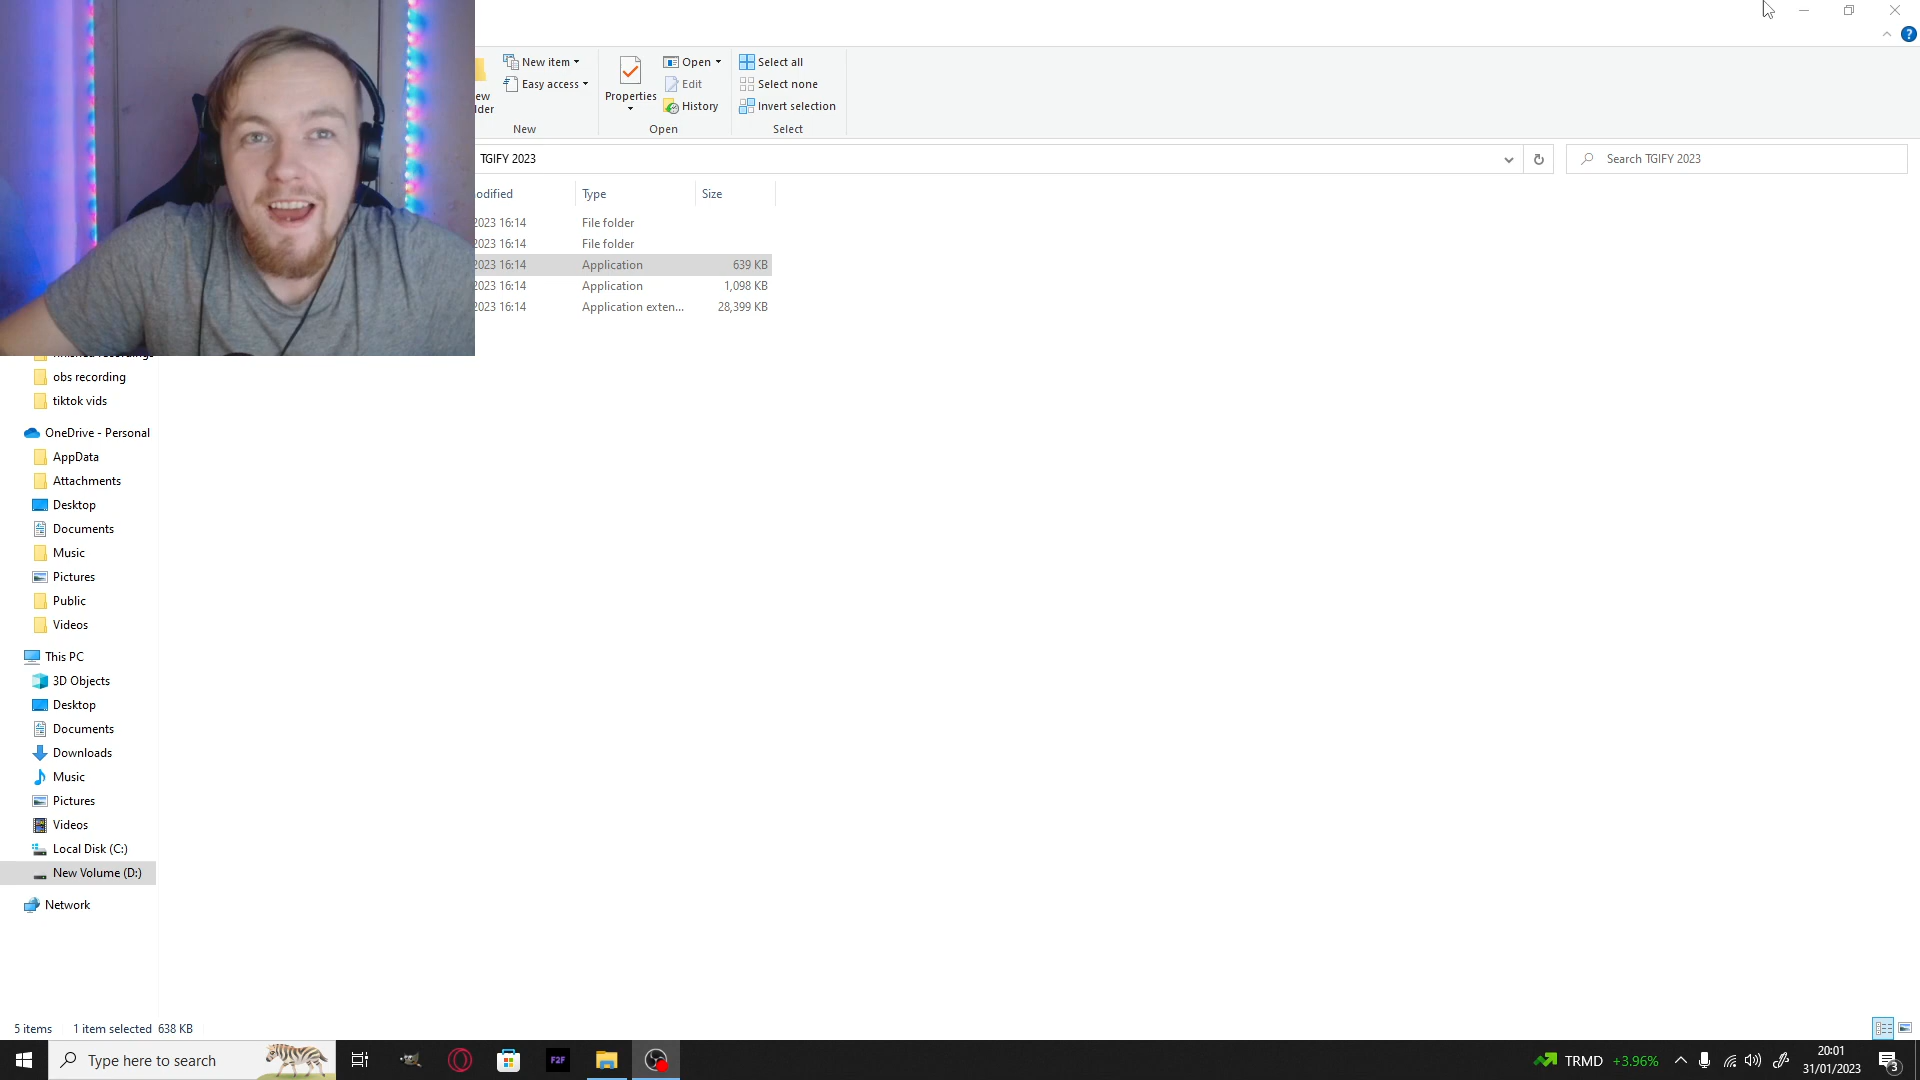 New item
Easy access
Properties
Open
Edit
History
Select all
Select none
Invert selection
New
Open
Select
TGIFY 2023
Search TGIFY 2023
Type
Size
2023 16:14 File folder
2023 16:14 File folder
2023 16:14 Application 639 KB
2023 16:14 Application 1,098 KB
2023 16:14 Application exten... 28,399 KB
obs recording
tiktok vids
OneDrive - Personal
AppData
Attachments
Desktop
Documents
Music
Pictures
Public
Videos
This PC
3D Objects
Desktop
Documents
Downloads
Music
Pictures
Videos
Local Disk (C:)
New Volume (D:)
Network
5 items 1 item selected 638 KB
Type here to search
F2F
TRMD +3.96%
20:01
31/01/2023
3